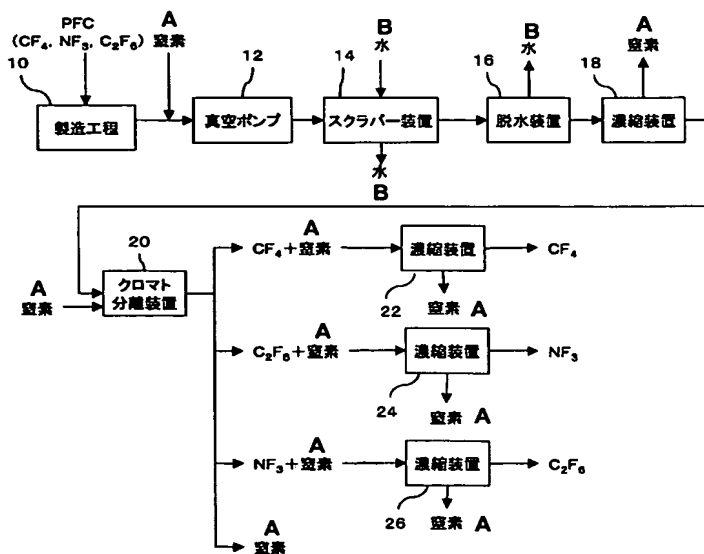 PFC
(CF₄, NF₃, C₂F₆)
A
窒素
10
製造工程
12
真空ポンプ
B
水
14
スクラバー装置
水
B
B
水
16
脱水装置
A
窒素
18
濃縮装置
A
窒素
20
クロマト
分離装置
A
CF₄+窒素
濃縮装置
22
CF₄
窒素 A
A
C₂F₆+窒素
濃縮装置
24
NF₃
窒素 A
A
NF₃+窒素
濃縮装置
26
C₂F₆
窒素 A
A
窒素